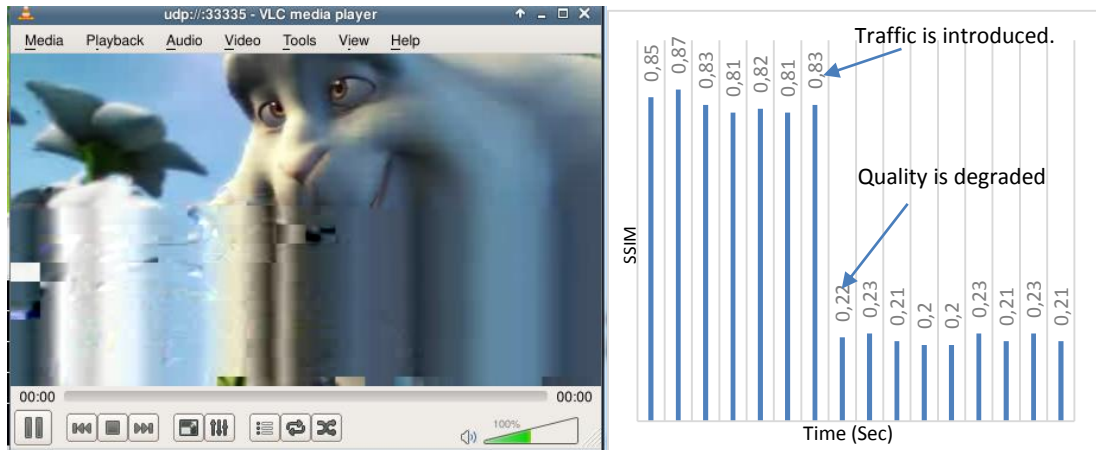 udp://:33335 - VLC media player
Media Playback Audio Video Tools View Help
00:00 00:00
100%
Traffic is introduced.
Quality is degraded
SSIM
0,85 0,87 0,83 0,81 0,82 0,81 0,83 0,22 0,23 0,21 0,2 0,2 0,23 0,21 0,23 0,21
Time (Sec)